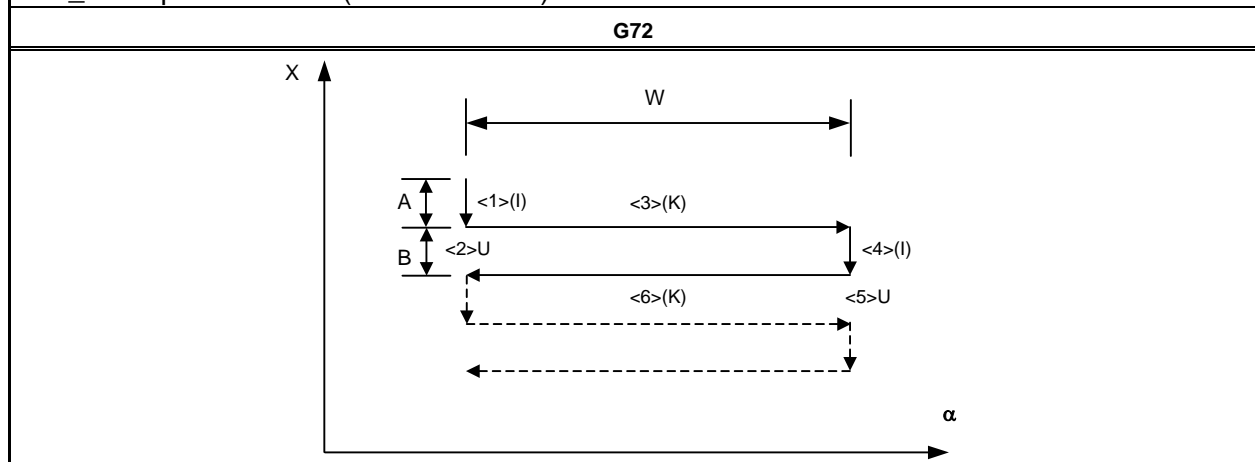 G72
X
W
A
<1>(I)
<3>(K)
B
<2>U
<4>(I)
<6>(K)
<5>U
α